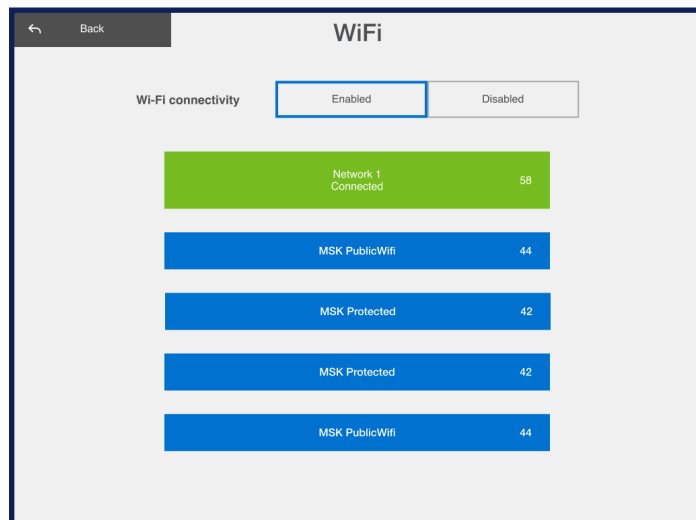 Back
WiFi
Wi-Fi connectivity
Enabled
Disabled
Network 1
Connected
58
MSK PublicWifi
44
MSK Protected
42
MSK Protected
42
MSK PublicWifi
44